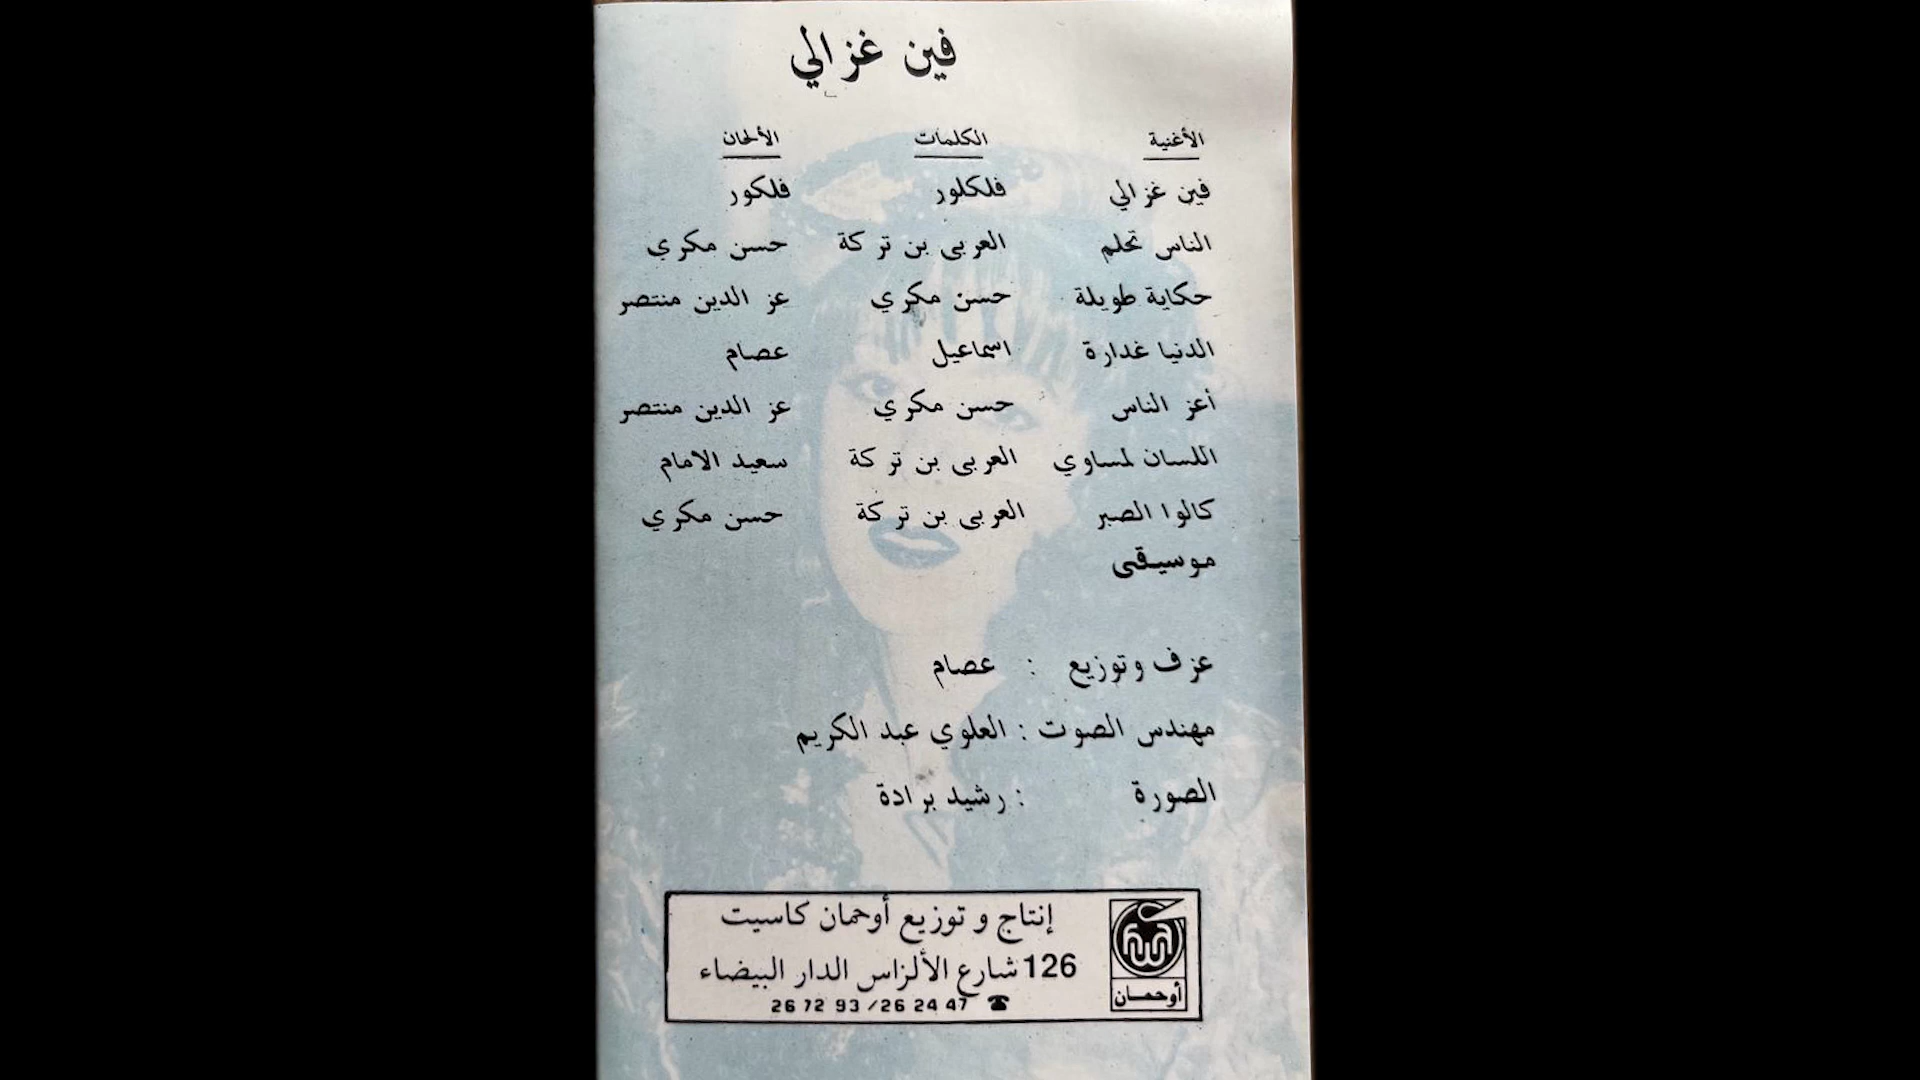 فين غزالي
الأغنية الكلمات الألحان
فين غزالي فلكلور فلكور
الناس تحلم العربي بن تركة حسن مكري
حكاية طويلة حسن مكري عز الدين منتصر
الدنيا غدارة اسماعيل عصام
أعز الناس حسن مكري عز الدين منتصر
اللسان لمساوي العربي بن تركة سعيد الامام
كالوا الصبر العربي بن تركة حسن مكري
موسيقى
عزف وتوزيع : عصام
مهندس الصوت : العلوي عبد الكريم
الصورة : رشيد برادة
إنتاج و توزيع أوحمان كاسيت
126 شارع الألزاس الدار البيضاء
☎ 26 24 47 / 26 72 93
أوحمان